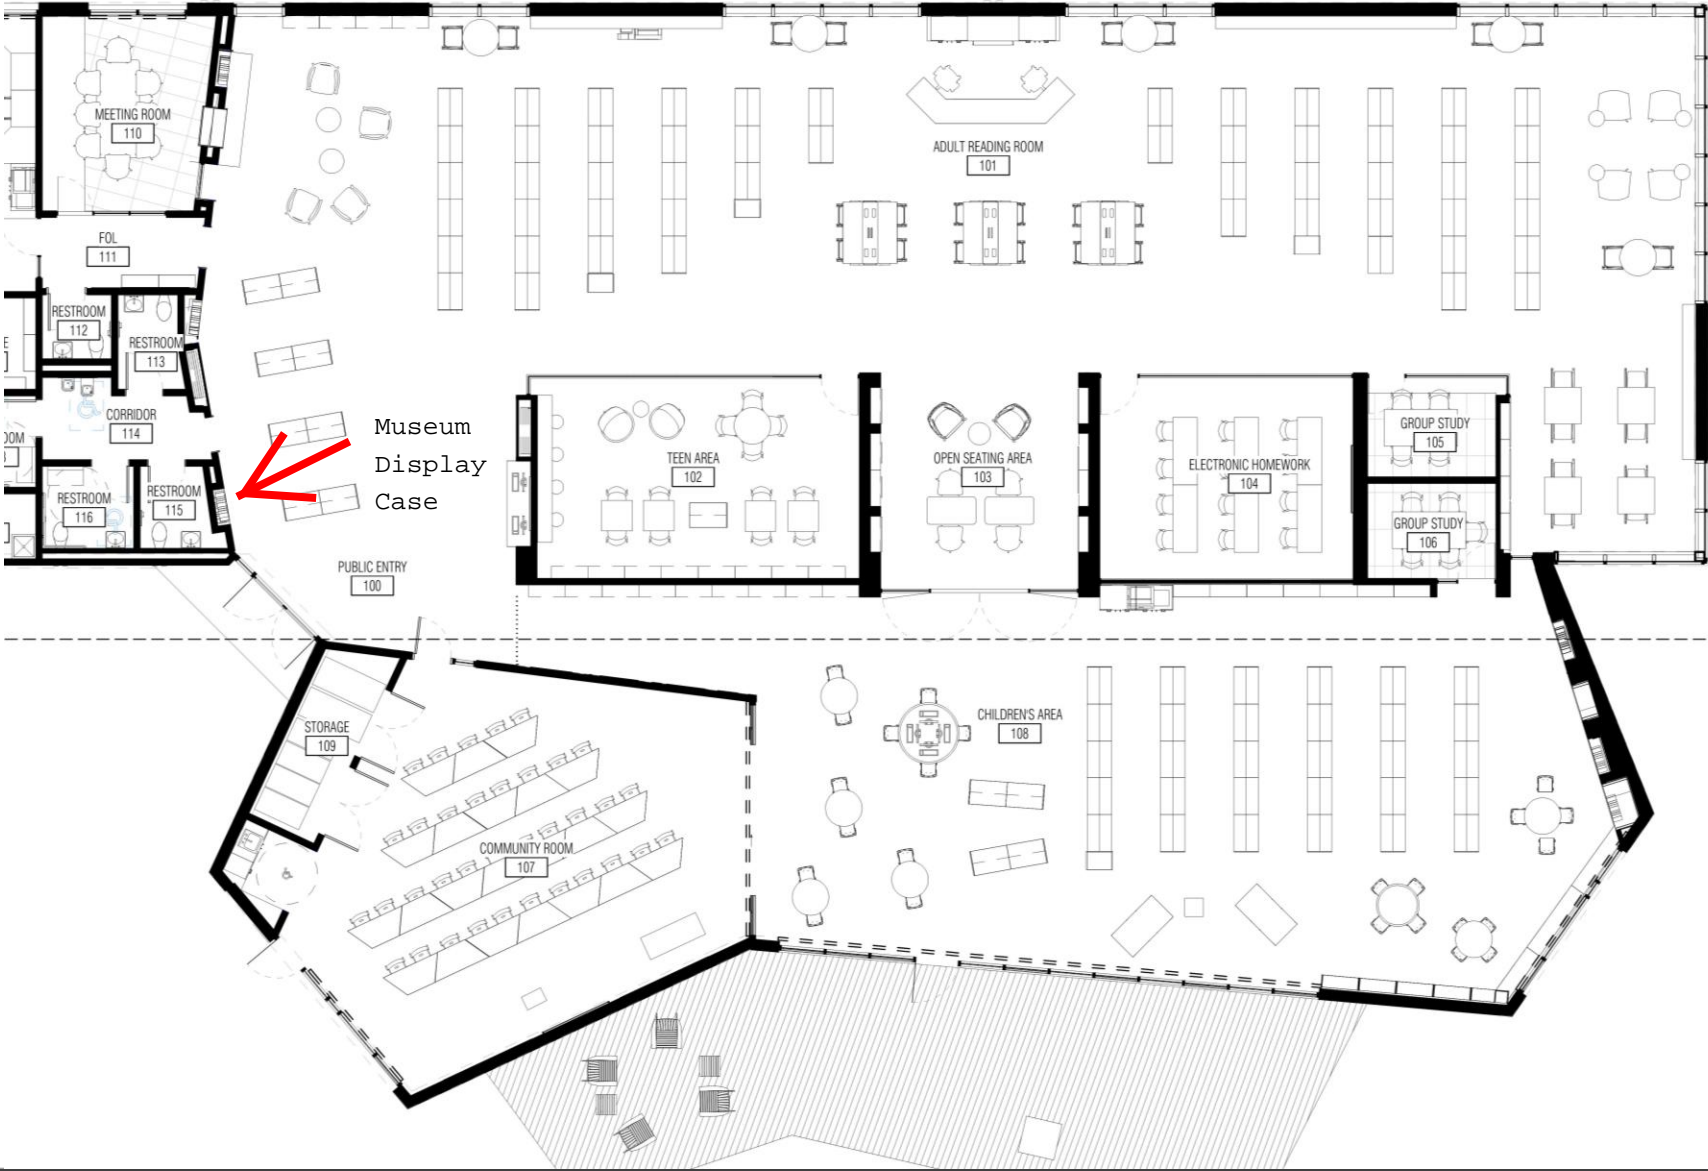 MEETING ROOM
110
ADULT READING ROOM
101
FOL
111
RESTROOM
112
RESTROOM
113
CORRIDOR
114
RESTROOM
116
RESTROOM
115
Museum
Display
Case
TEEN AREA
102
OPEN SEATING AREA
103
ELECTRONIC HOMEWORK
104
GROUP STUDY
105
GROUP STUDY
106
PUBLIC ENTRY
100
STORAGE
109
CHILDREN'S AREA
108
COMMUNITY ROOM
107